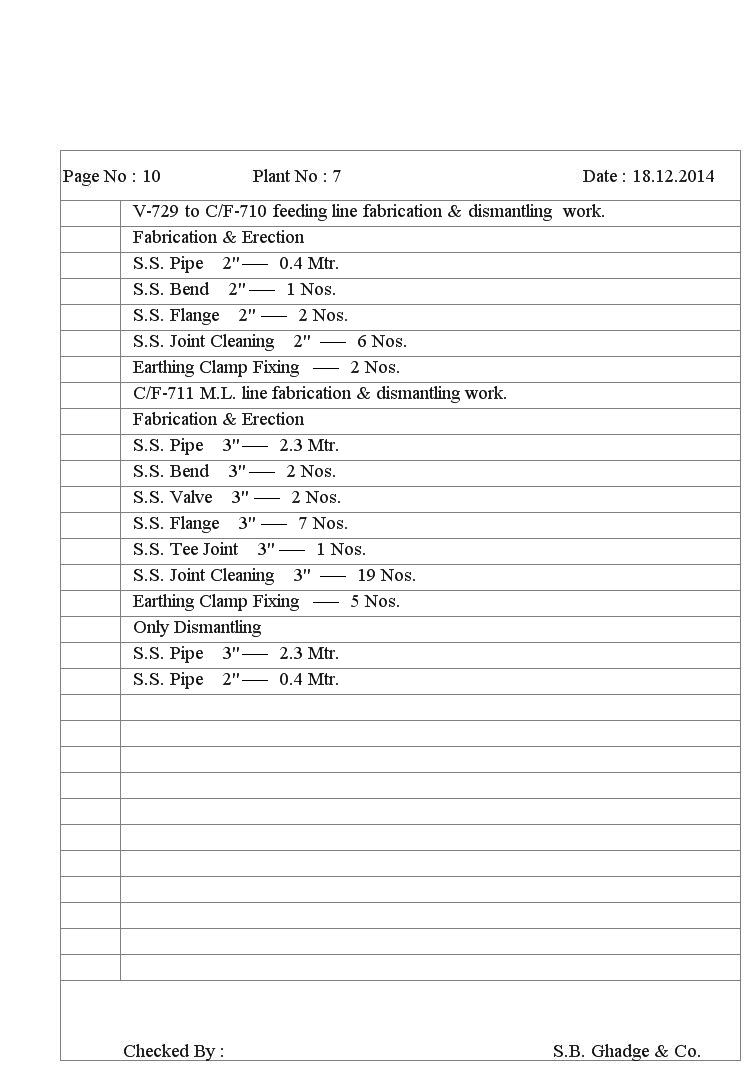 Page No : 10 Plant No : 7 Date : 18.12.2014
V-729 to C/F-710 feeding line fabrication & dismantling work.
Fabrication & Erection
S.S. Pipe 2"── 0.4 Mtr.
S.S. Bend 2"── 1 Nos.
S.S. Flange 2" ── 2 Nos.
S.S. Joint Cleaning 2" ── 6 Nos.
Earthing Clamp Fixing ── 2 Nos.
C/F-711 M.L. line fabrication & dismantling work.
Fabrication & Erection
S.S. Pipe 3"── 2.3 Mtr.
S.S. Bend 3"── 2 Nos.
S.S. Valve 3" ── 2 Nos.
S.S. Flange 3" ── 7 Nos.
S.S. Tee Joint 3"── 1 Nos.
S.S. Joint Cleaning 3" ── 19 Nos.
Earthing Clamp Fixing ── 5 Nos.
Only Dismantling
S.S. Pipe 3"── 2.3 Mtr.
S.S. Pipe 2"── 0.4 Mtr.
Checked By : S.B. Ghadge & Co.